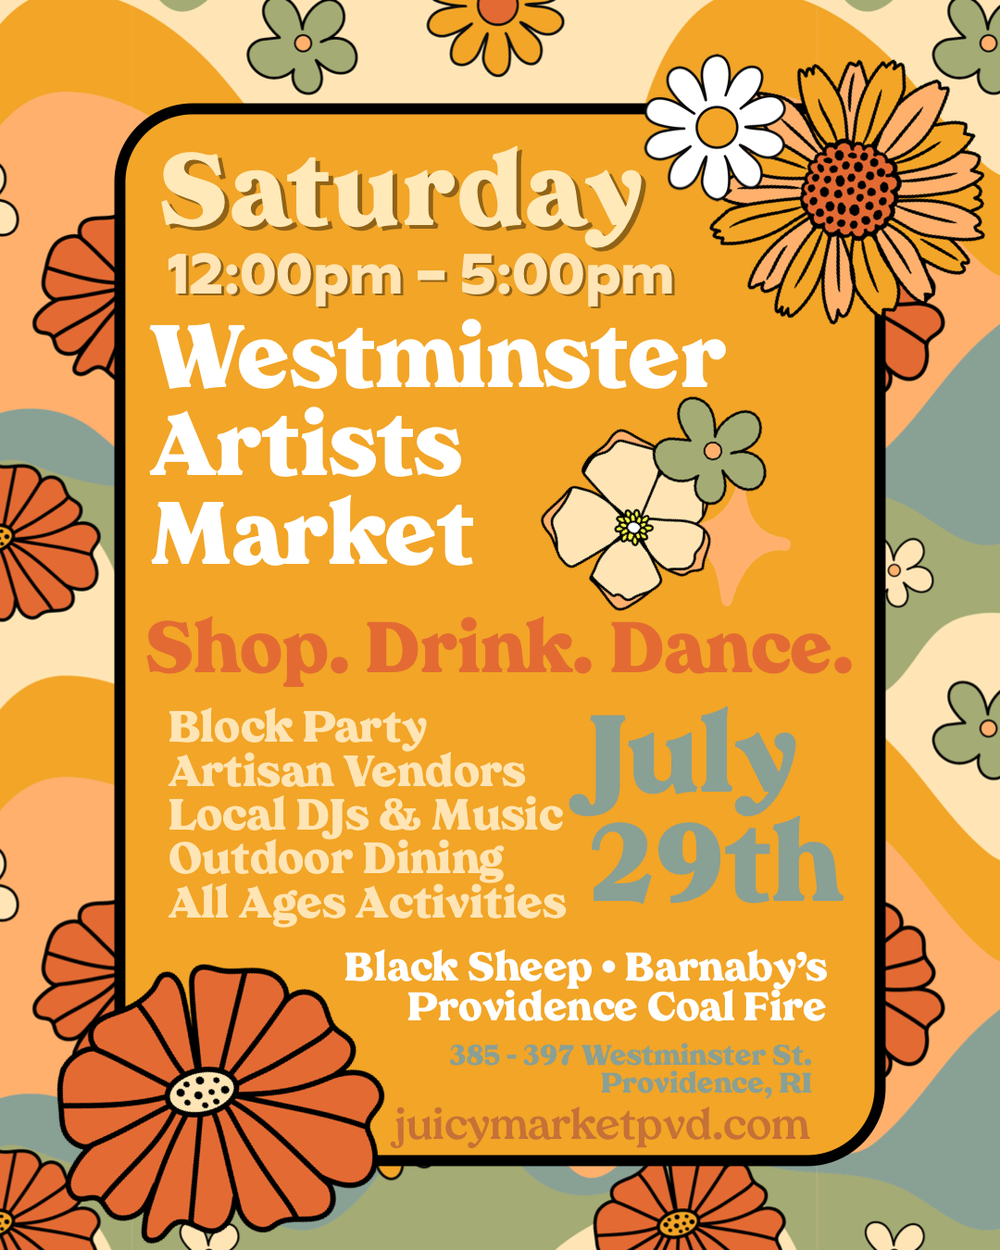 Saturday
12:00pm – 5:00pm
Westminster
Artists
Market
Shop. Drink. Dance.
Block Party
Artisan Vendors
Local DJs & Music
Outdoor Dining
All Ages Activities
July
29th
Black Sheep • Barnaby’s
Providence Coal Fire
385 - 397 Westminster St.
Providence, RI
juicymarketpvd.com